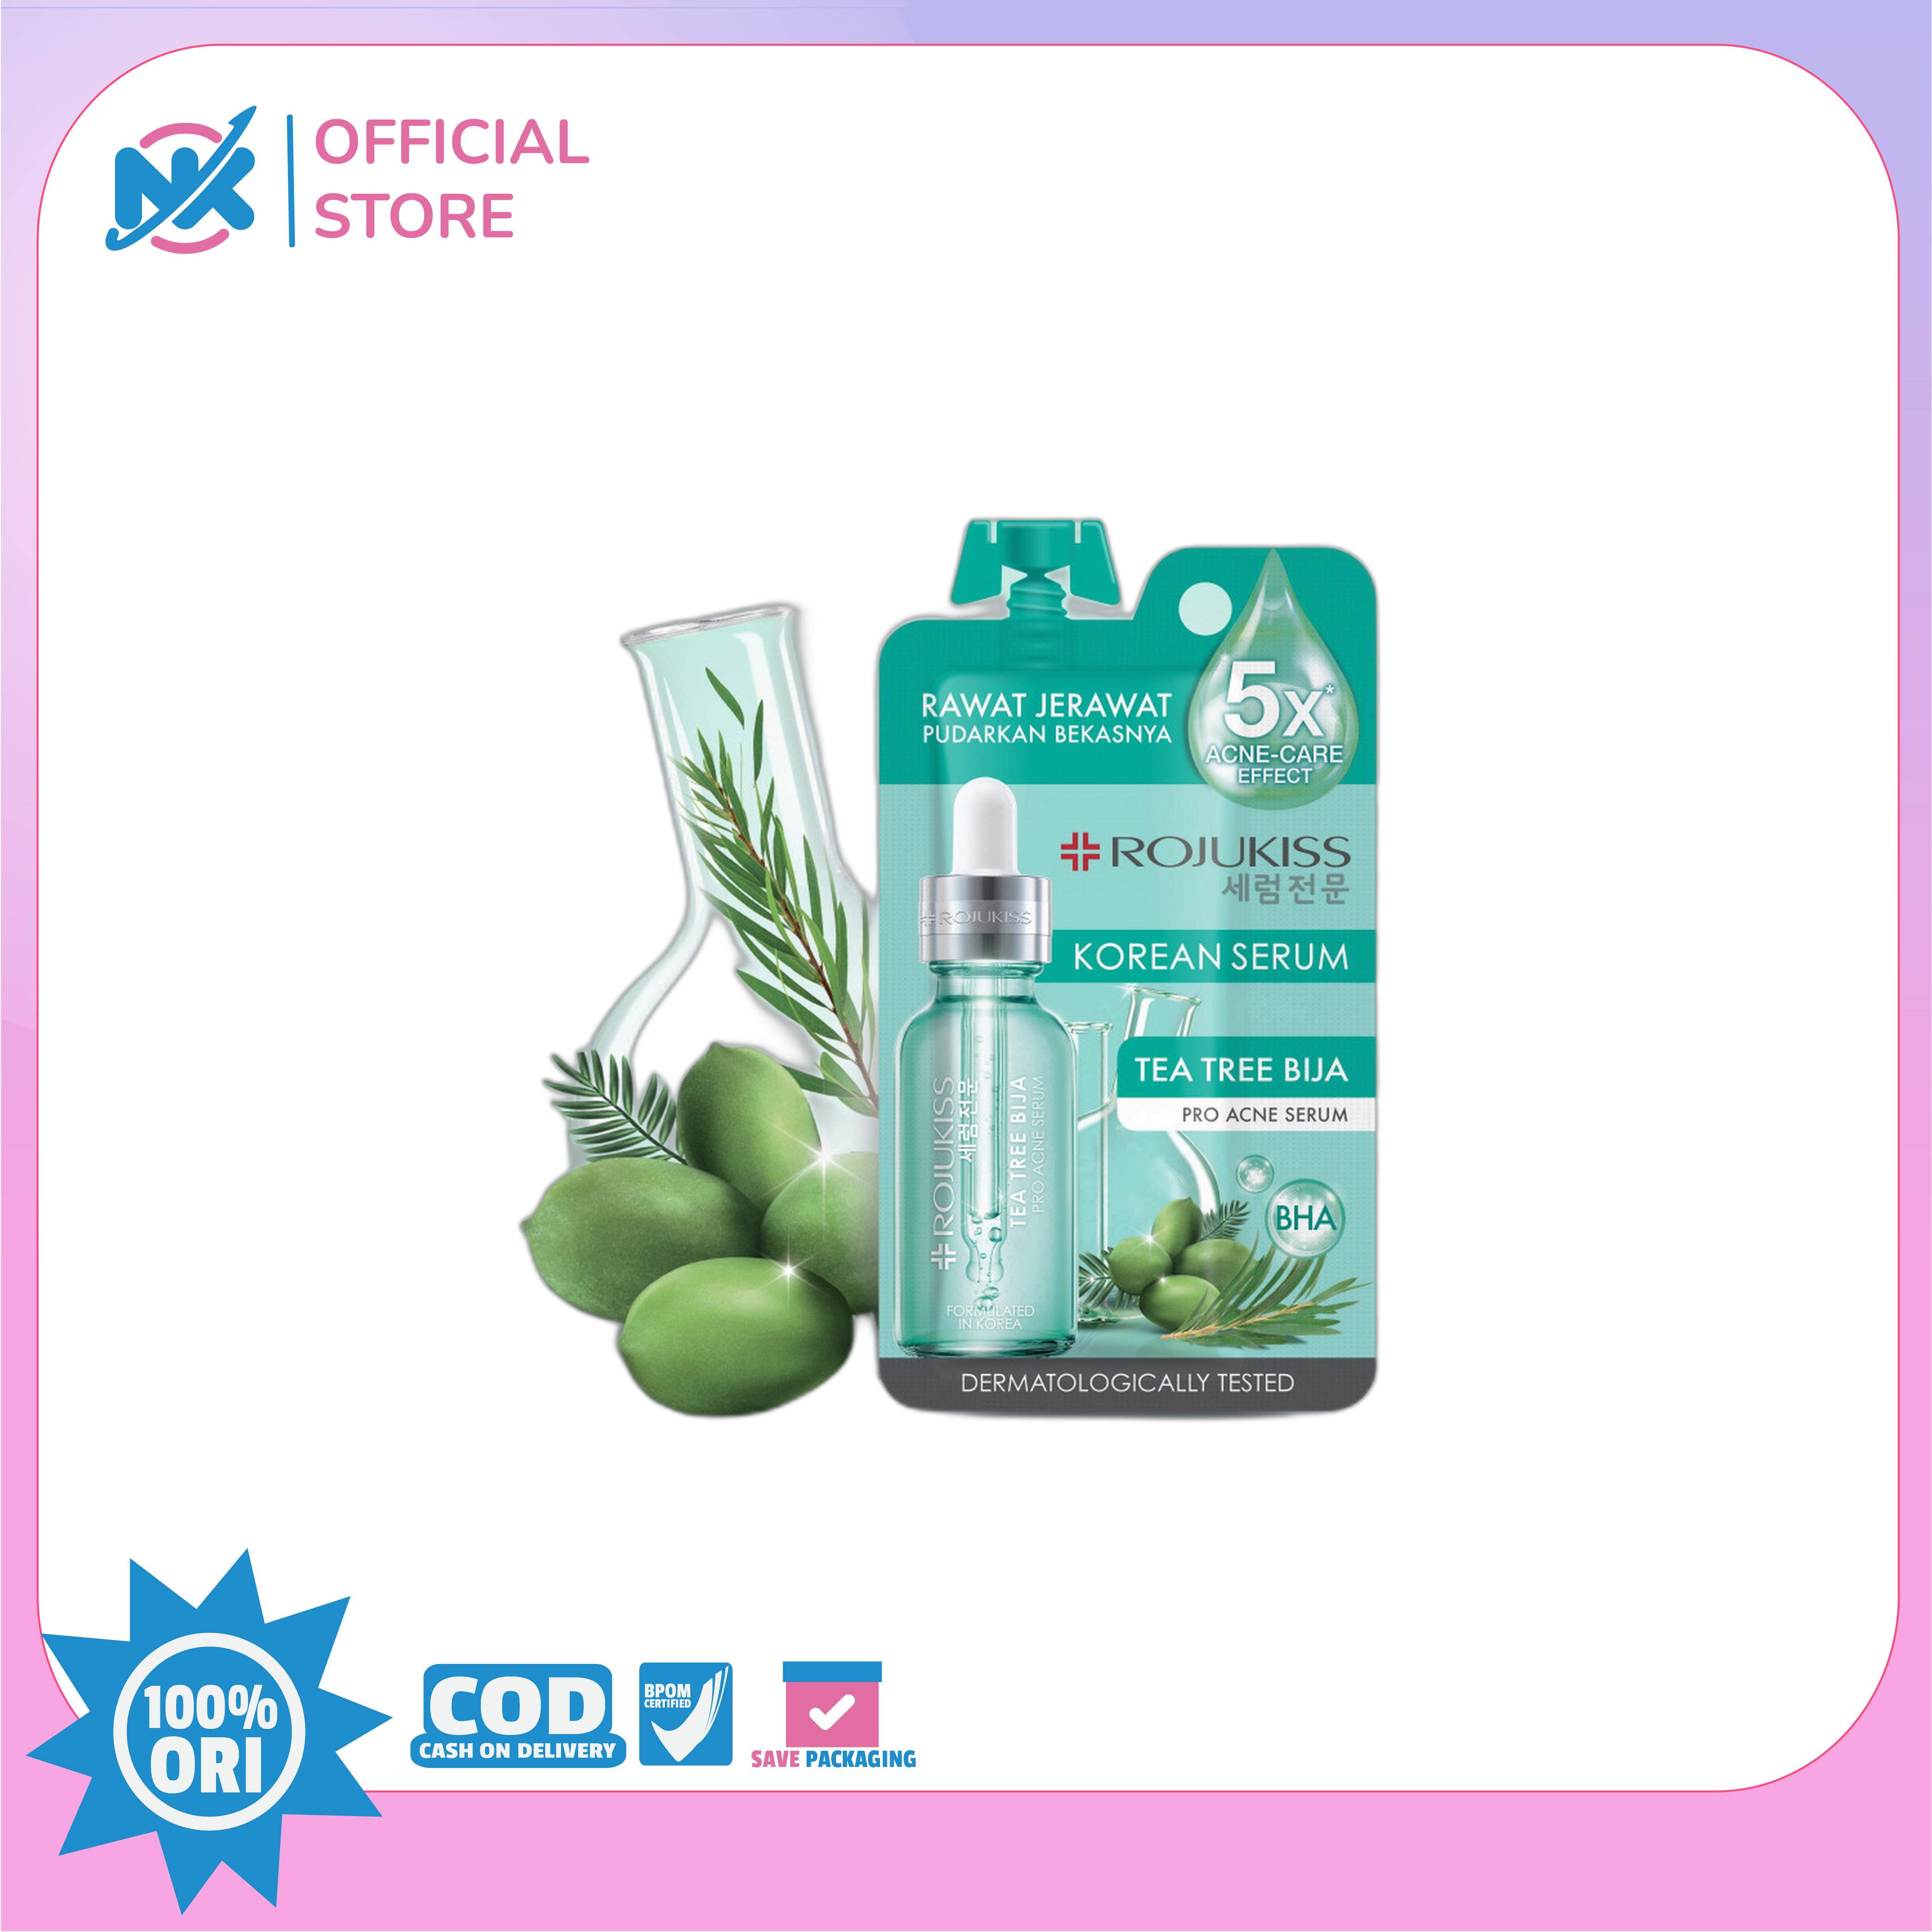 NK
OFFICIAL
STORE
RAWAT JERAWAT
PUDARKAN BEKASNYA
5x*
ACNE-CARE
EFFECT
ROJUKISS
세럼전문
ROJUKISS
KOREAN SERUM
TEA TREE BIJA
PRO ACNE SERUM
ROJUKISS
세럼전문
TEA TREE BIJA
PRO ACNE SERUM
BHA
FORMULATED
IN KOREA
DERMATOLOGICALLY TESTED
100%
ORI
COD
CASH ON DELIVERY
BPOM
CERTIFIED
SAVE PACKAGING